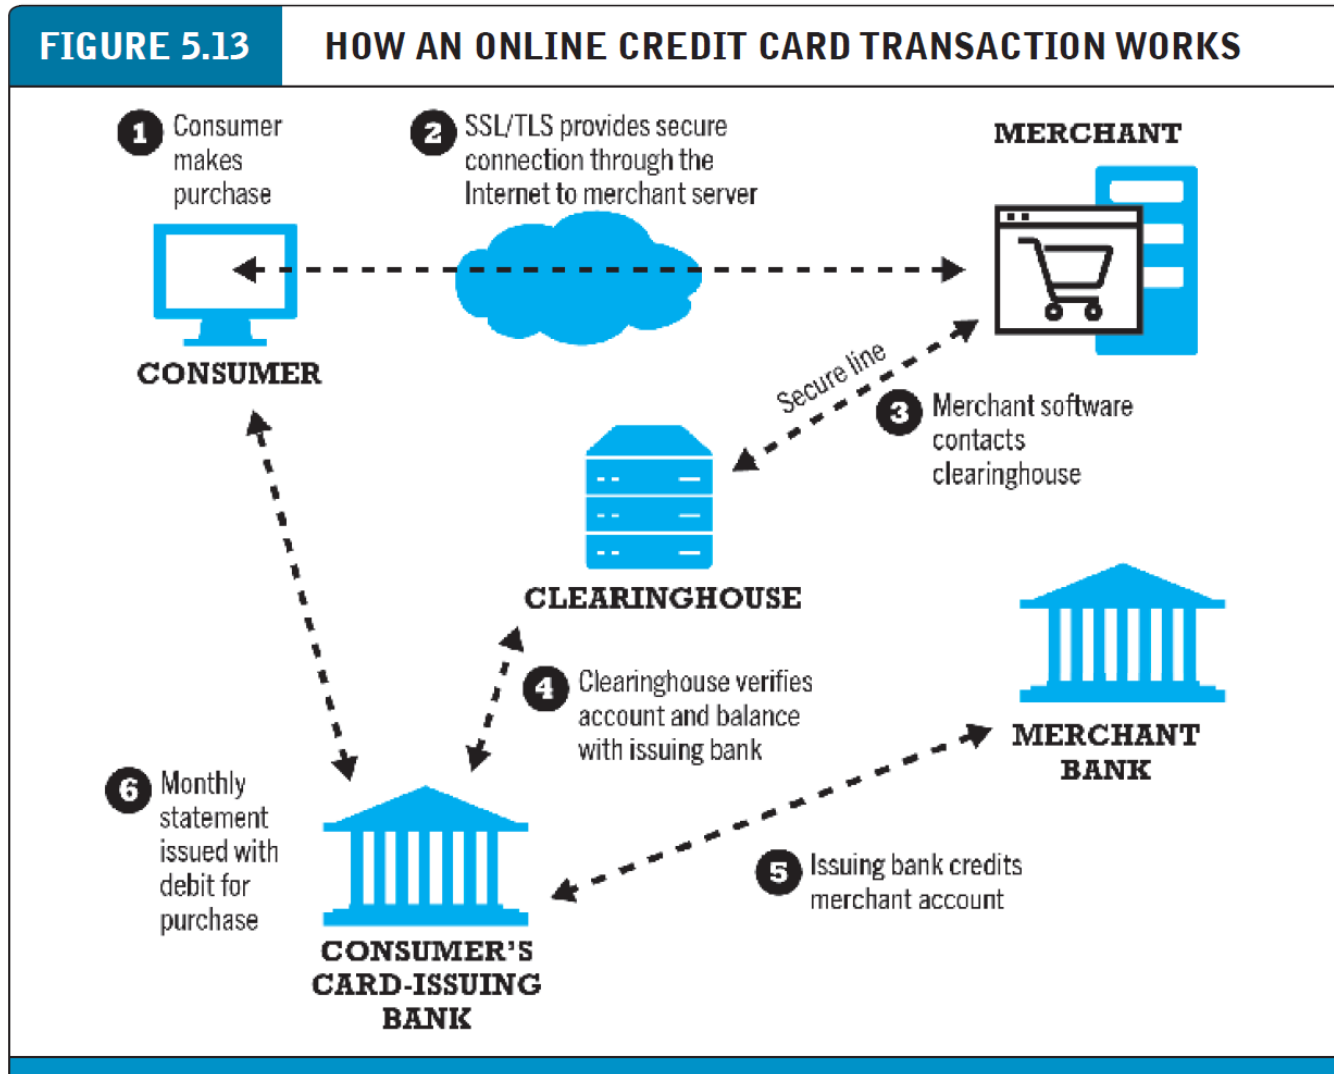 FIGURE 5.13
HOW AN ONLINE CREDIT CARD TRANSACTION WORKS
1 Consumer
makes
purchase
2 SSL/TLS provides secure
connection through the
Internet to merchant server
MERCHANT
CONSUMER
Secure line
3 Merchant software
contacts
clearinghouse
CLEARINGHOUSE
4 Clearinghouse verifies
account and balance
with issuing bank
MERCHANT
BANK
6 Monthly
statement
issued with
debit for
purchase
5 Issuing bank credits
merchant account
CONSUMER'S
CARD-ISSUING
BANK